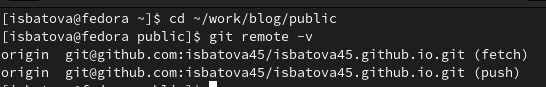 [isbatova@fedora ~]$ cd ~/work/blog/public
[isbatova@fedora public]$ git remote -v
origin  git@github.com:isbatova45/isbatova45.github.io.git (fetch)
origin  git@github.com:isbatova45/isbatova45.github.io.git (push)